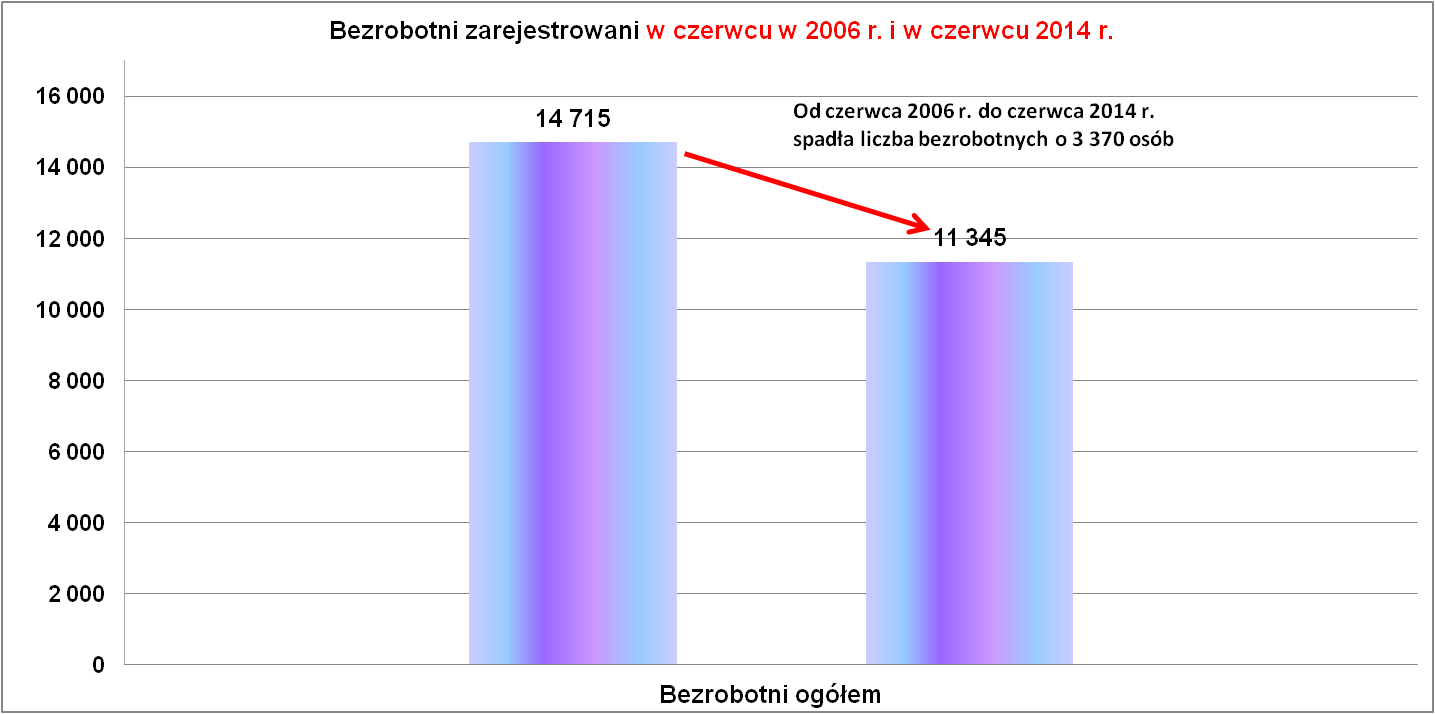 Bezrobotni zarejestrowani w czerwcu w 2006 r. i w czerwcu 2014 r.
16 000
14 000
12 000
10 000
8 000
6 000
4 000
2 000
0
14 715
Od czerwca 2006 r. do czerwca 2014 r.
spadła liczba bezrobotnych o 3 370 osób
11 345
Bezrobotni ogółem